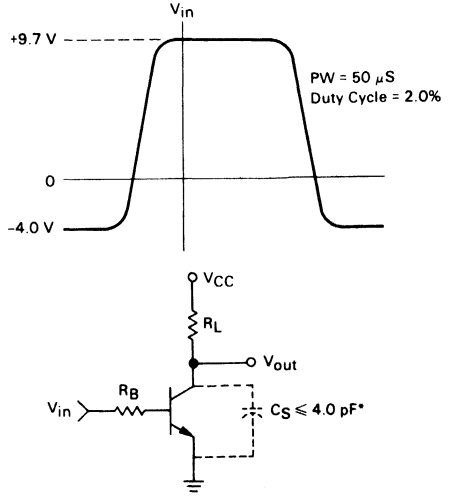 Vin
+9.7 V
PW = 50 μS
Duty Cycle = 2.0%
0
-4.0 V
VCC
RL
Vout
RB
Vin
CS ≤ 4.0 pF*